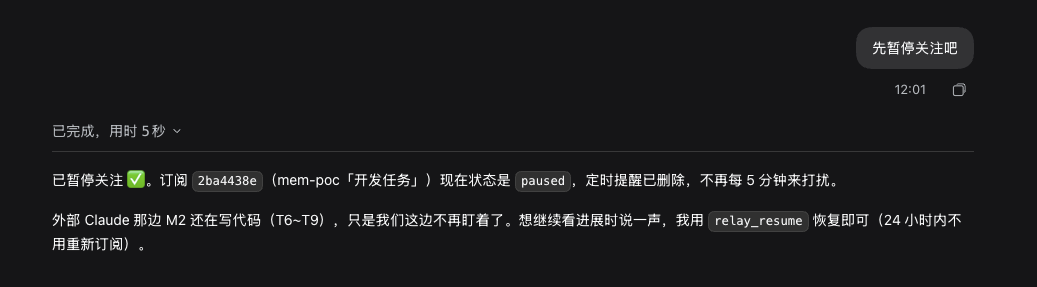 先暂停关注吧
12:01
已完成，用时 5 秒
已暂停关注 ✅。订阅 2ba4438e（mem-poc「开发任务」）现在状态是 paused，定时提醒已删除，不再每 5 分钟来打扰。
外部 Claude 那边 M2 还在写代码（T6~T9），只是我们这边不再盯着了。想继续看进展时说一声，我用 relay_resume 恢复即可（24 小时内不
用重新订阅）。